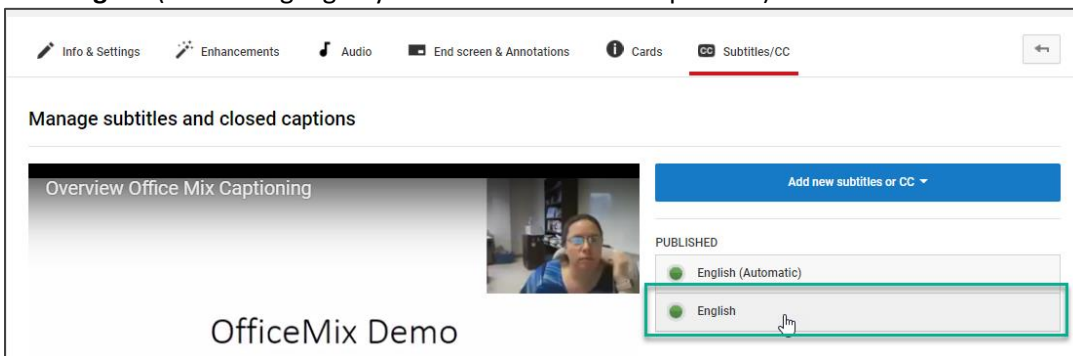 Info & Settings Enhancements Audio End screen & Annotations Cards CC Subtitles/CC
Manage subtitles and closed captions
Overview Office Mix Captioning
Add new subtitles or CC
PUBLISHED
English (Automatic)
English
OfficeMix Demo